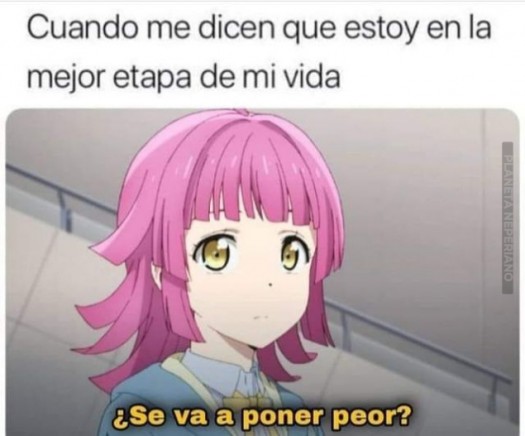 Cuando me dicen que estoy en la
mejor etapa de mi vida
PLANETA NEPERIANO
¿Se va a poner peor?